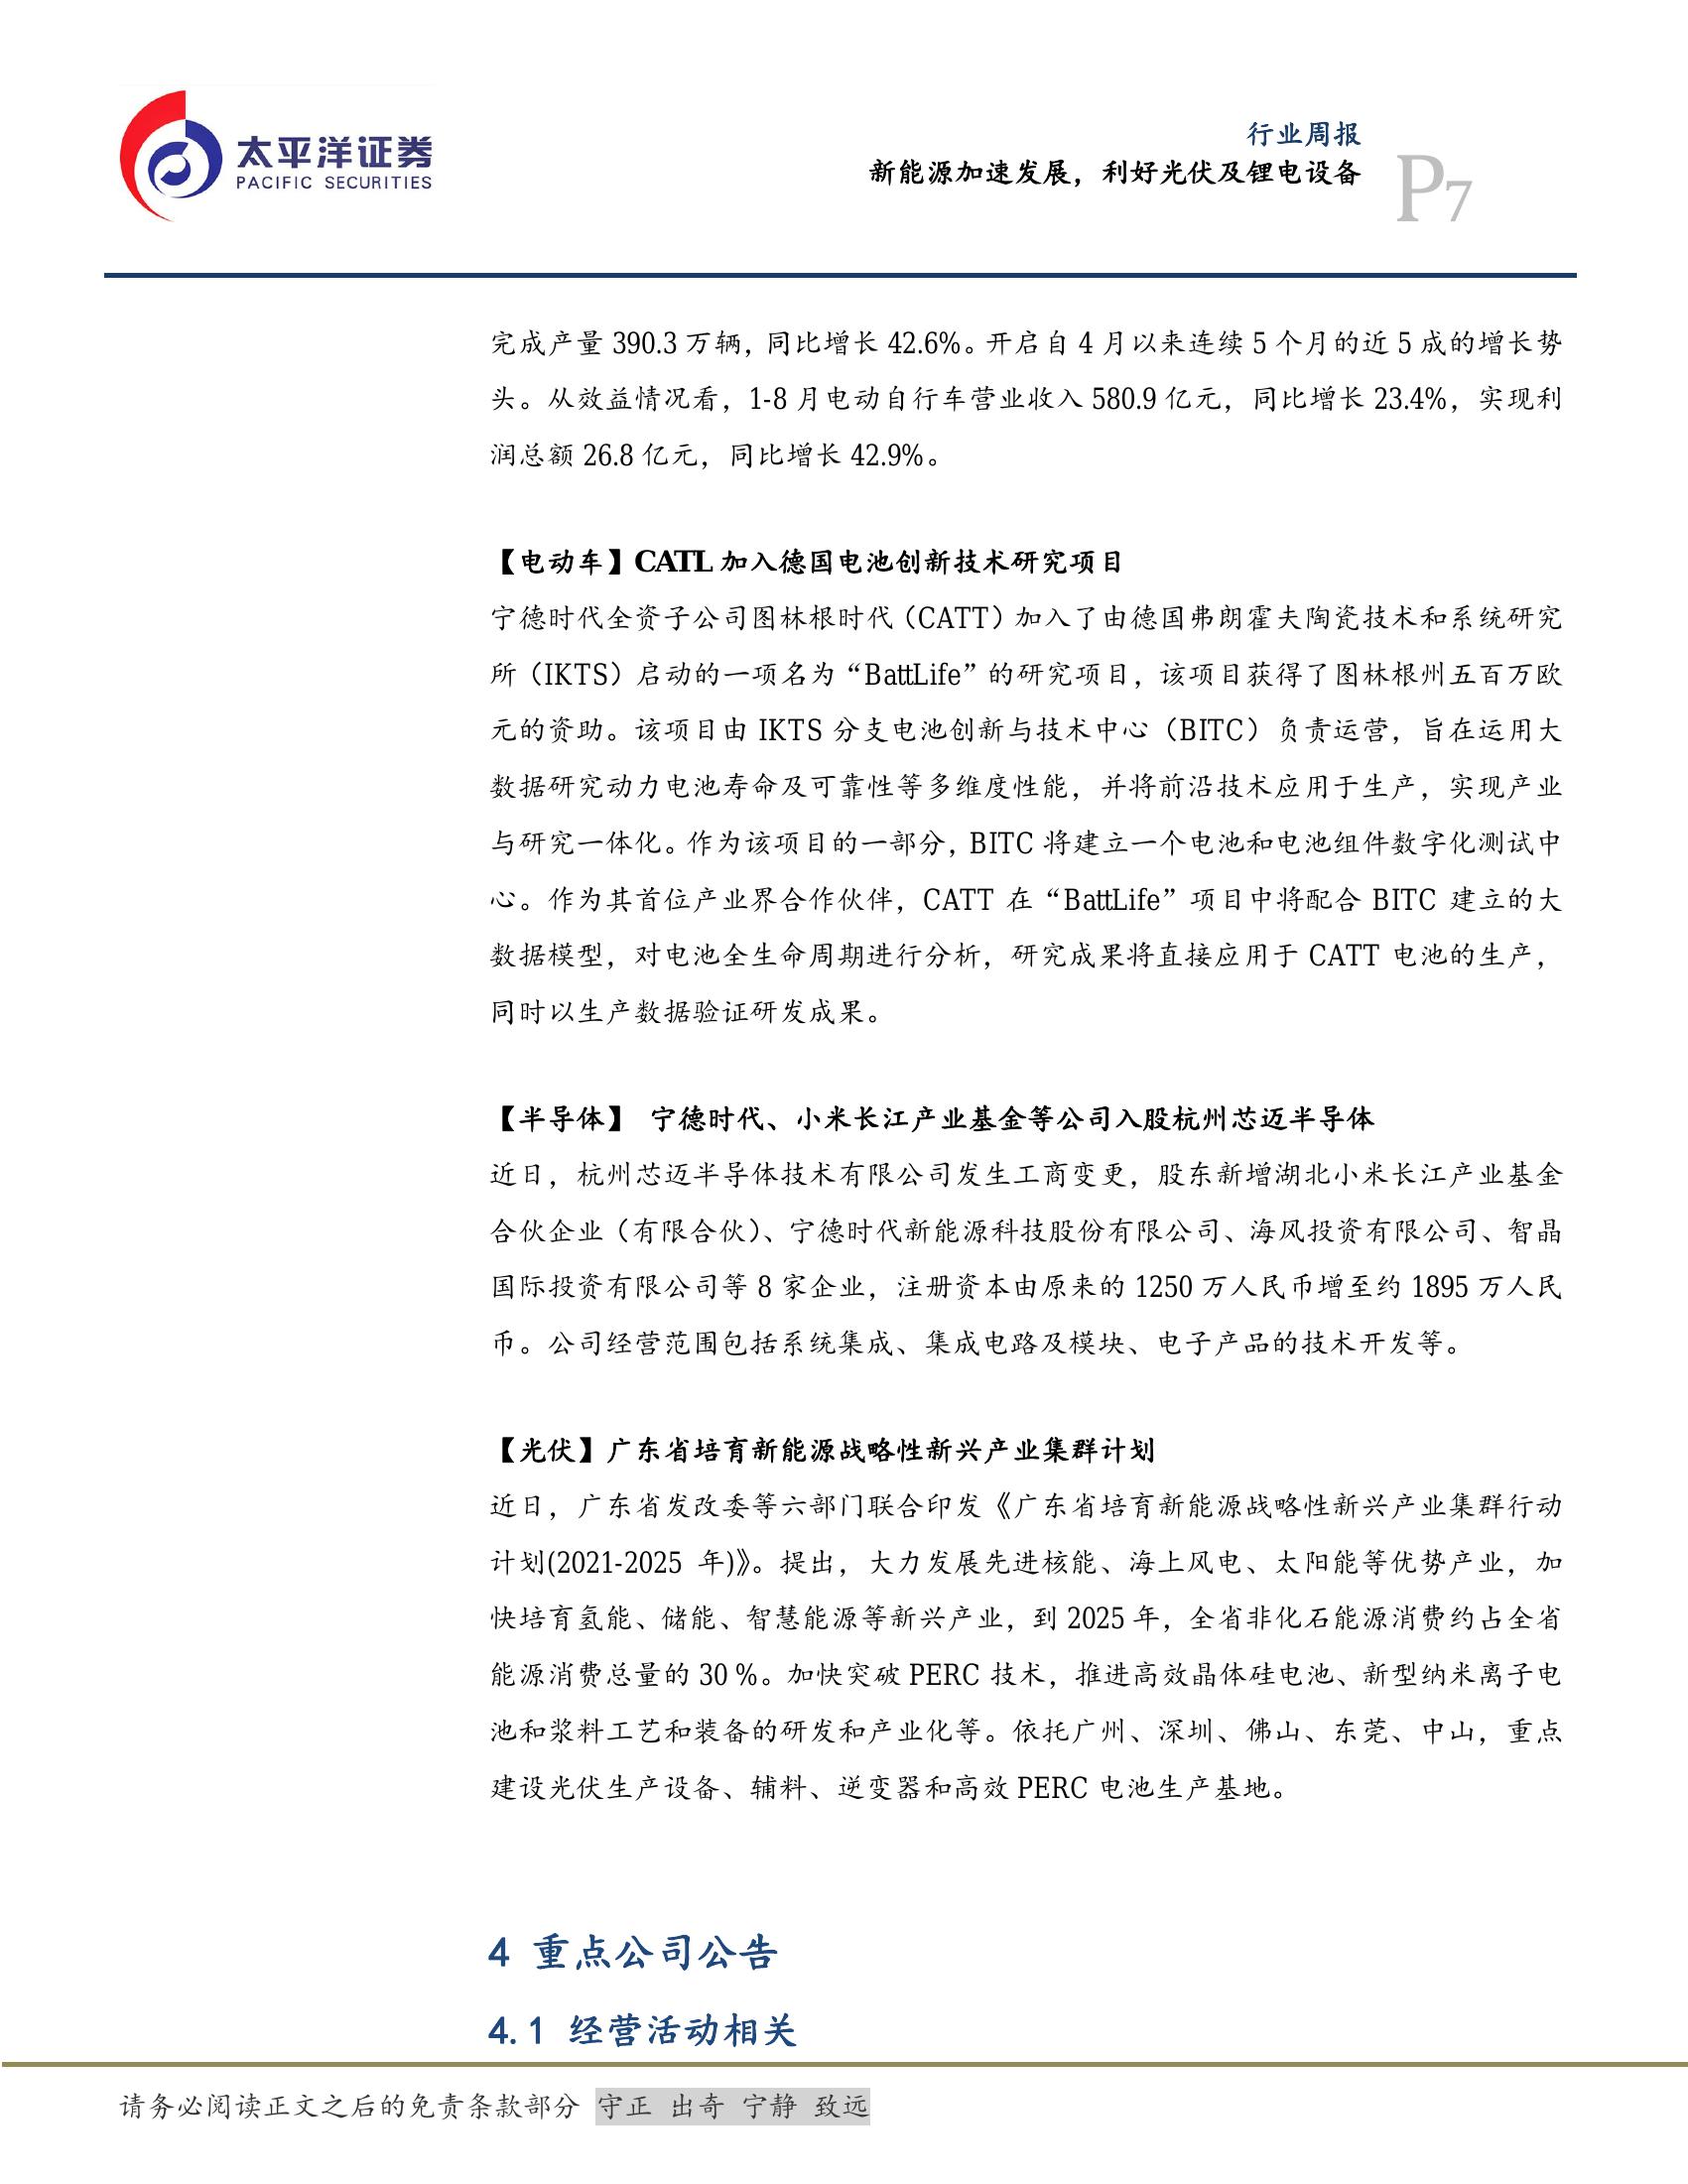 太平洋证券
PACIFIC SECURITIES
行业周报
新能源加速发展，利好光伏及锂电设备
P7
完成产量 390.3 万辆，同比增长 42.6%。开启自 4 月以来连续 5 个月的近 5 成的增长势
头。从效益情况看，1-8 月电动自行车营业收入 580.9 亿元，同比增长 23.4%，实现利
润总额 26.8 亿元，同比增长 42.9%。
【电动车】CATL 加入德国电池创新技术研究项目
宁德时代全资子公司图林根时代（CATT）加入了由德国弗朗霍夫陶瓷技术和系统研究
所（IKTS）启动的一项名为“BattLife”的研究项目，该项目获得了图林根州五百万欧
元的资助。该项目由 IKTS 分支电池创新与技术中心（BITC）负责运营，旨在运用大
数据研究动力电池寿命及可靠性等多维度性能，并将前沿技术应用于生产，实现产业
与研究一体化。作为该项目的一部分，BITC 将建立一个电池和电池组件数字化测试中
心。作为其首位产业界合作伙伴，CATT 在“BattLife”项目中将配合 BITC 建立的大
数据模型，对电池全生命周期进行分析，研究成果将直接应用于 CATT 电池的生产，
同时以生产数据验证研发成果。
【半导体】 宁德时代、小米长江产业基金等公司入股杭州芯迈半导体
近日，杭州芯迈半导体技术有限公司发生工商变更，股东新增湖北小米长江产业基金
合伙企业（有限合伙）、宁德时代新能源科技股份有限公司、海风投资有限公司、智晶
国际投资有限公司等 8 家企业，注册资本由原来的 1250 万人民币增至约 1895 万人民
币。公司经营范围包括系统集成、集成电路及模块、电子产品的技术开发等。
【光伏】广东省培育新能源战略性新兴产业集群计划
近日，广东省发改委等六部门联合印发《广东省培育新能源战略性新兴产业集群行动
计划(2021-2025 年)》。提出，大力发展先进核能、海上风电、太阳能等优势产业，加
快培育氢能、储能、智慧能源等新兴产业，到 2025 年，全省非化石能源消费约占全省
能源消费总量的 30 %。加快突破 PERC 技术，推进高效晶体硅电池、新型纳米离子电
池和浆料工艺和装备的研发和产业化等。依托广州、深圳、佛山、东莞、中山，重点
建设光伏生产设备、辅料、逆变器和高效 PERC 电池生产基地。
4 重点公司公告
4.1 经营活动相关
请务必阅读正文之后的免责条款部分 守正 出奇 宁静 致远